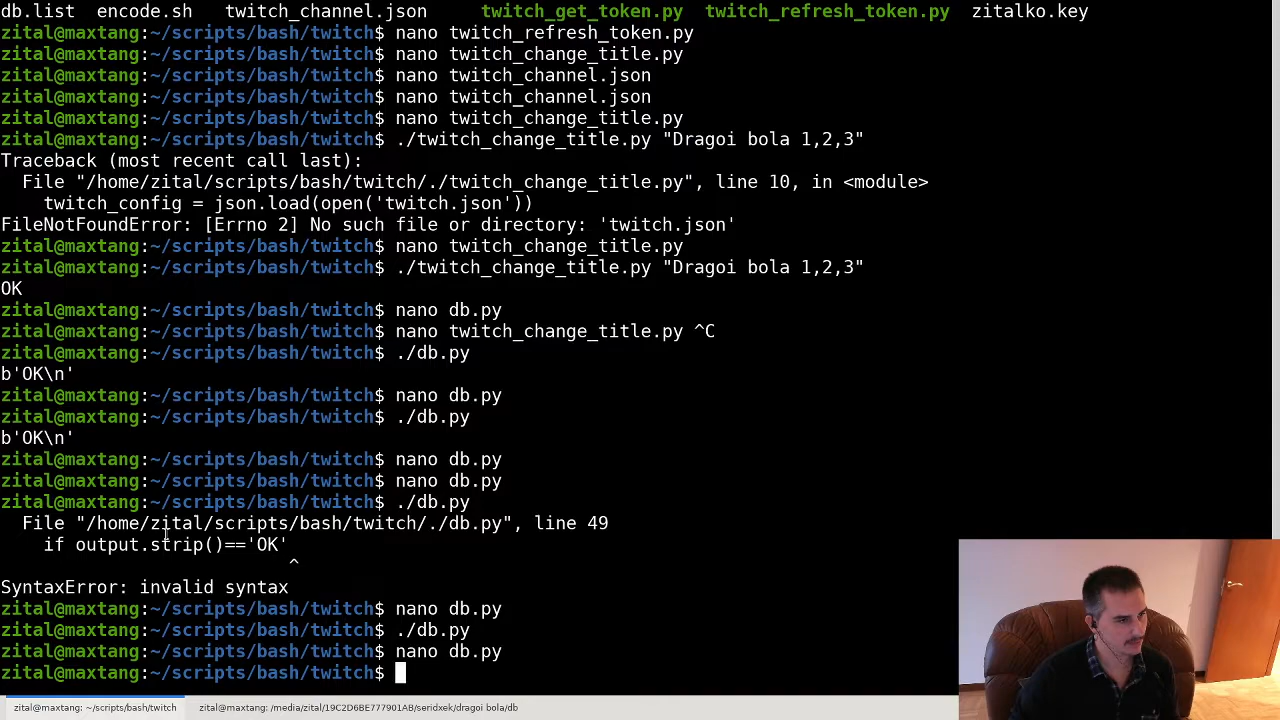 db.list  encode.sh   twitch_channel.json     twitch_get_token.py  twitch_refresh_token.py  zitalko.key
zital@maxtang:~/scripts/bash/twitch$ nano twitch_refresh_token.py
zital@maxtang:~/scripts/bash/twitch$ nano twitch_change_title.py
zital@maxtang:~/scripts/bash/twitch$ nano twitch_channel.json
zital@maxtang:~/scripts/bash/twitch$ nano twitch_channel.json
zital@maxtang:~/scripts/bash/twitch$ nano twitch_change_title.py
zital@maxtang:~/scripts/bash/twitch$ ./twitch_change_title.py "Dragoi bola 1,2,3"
Traceback (most recent call last):
  File "/home/zital/scripts/bash/twitch/./twitch_change_title.py", line 10, in <module>
    twitch_config = json.load(open('twitch.json'))
FileNotFoundError: [Errno 2] No such file or directory: 'twitch.json'
zital@maxtang:~/scripts/bash/twitch$ nano twitch_change_title.py
zital@maxtang:~/scripts/bash/twitch$ ./twitch_change_title.py "Dragoi bola 1,2,3"
OK
zital@maxtang:~/scripts/bash/twitch$ nano db.py
zital@maxtang:~/scripts/bash/twitch$ nano twitch_change_title.py ^C
zital@maxtang:~/scripts/bash/twitch$ ./db.py
b'OK\n'
zital@maxtang:~/scripts/bash/twitch$ nano db.py
zital@maxtang:~/scripts/bash/twitch$ ./db.py
b'OK\n'
zital@maxtang:~/scripts/bash/twitch$ nano db.py
zital@maxtang:~/scripts/bash/twitch$ nano db.py
zital@maxtang:~/scripts/bash/twitch$ ./db.py
  File "/home/zital/scripts/bash/twitch/./db.py", line 49
    if output.strip()=='OK'
                           ^
SyntaxError: invalid syntax
zital@maxtang:~/scripts/bash/twitch$ nano db.py
zital@maxtang:~/scripts/bash/twitch$ ./db.py
zital@maxtang:~/scripts/bash/twitch$ nano db.py
zital@maxtang:~/scripts/bash/twitch$
zital@maxtang: ~/scripts/bash/twitch    zital@maxtang: /media/zital/19C2D6BE777901AB/seridxek/dragoi bola/db